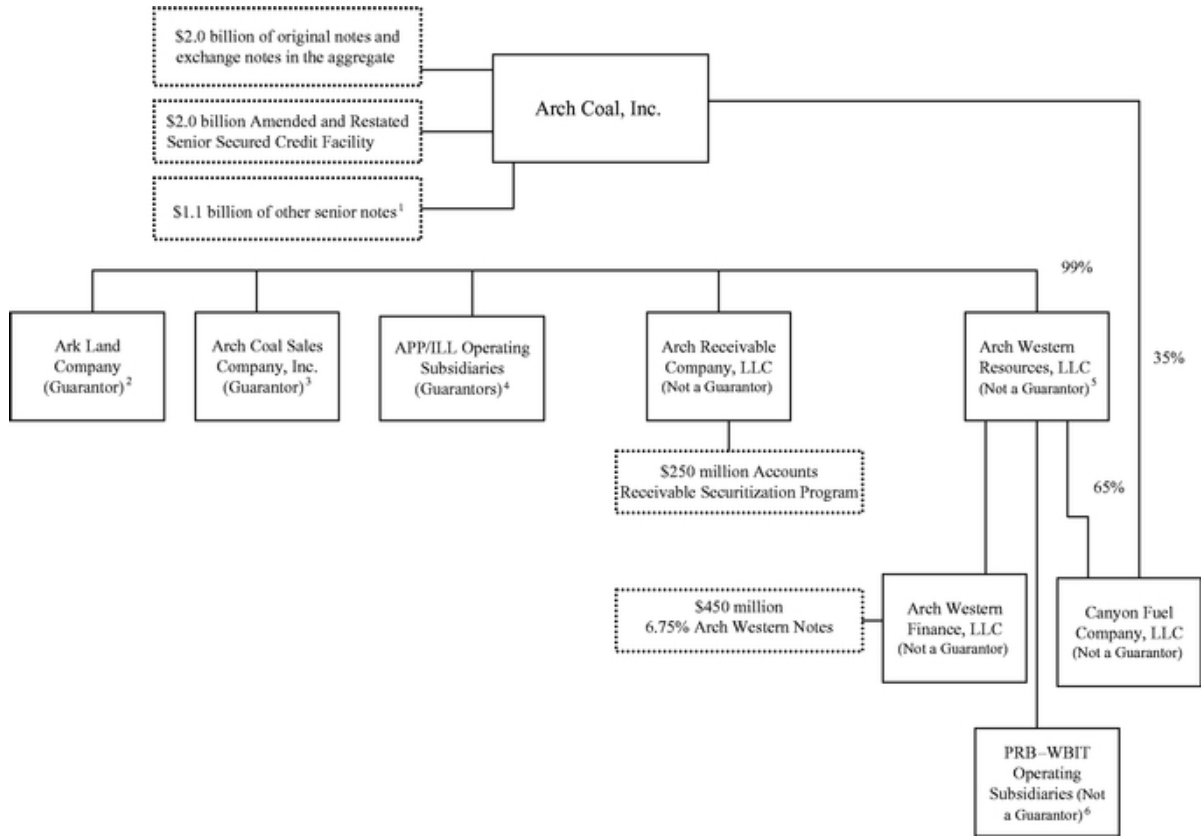 $2.0 billion of original notes and
exchange notes in the aggregate
Arch Coal, Inc.
$2.0 billion Amended and Restated
Senior Secured Credit Facility
$1.1 billion of other senior notes¹
99%
Ark Land
Company
(Guarantor)²
Arch Coal Sales
Company, Inc.
(Guarantor)³
APP/ILL Operating
Subsidiaries
(Guarantors)⁴
Arch Receivable
Company, LLC
(Not a Guarantor)
Arch Western
Resources, LLC
(Not a Guarantor)⁵
35%
$250 million Accounts
Receivable Securitization Program
65%
$450 million
6.75% Arch Western Notes
Arch Western
Finance, LLC
(Not a Guarantor)
Canyon Fuel
Company, LLC
(Not a Guarantor)
PRB–WBIT
Operating
Subsidiaries (Not
a Guarantor)⁶